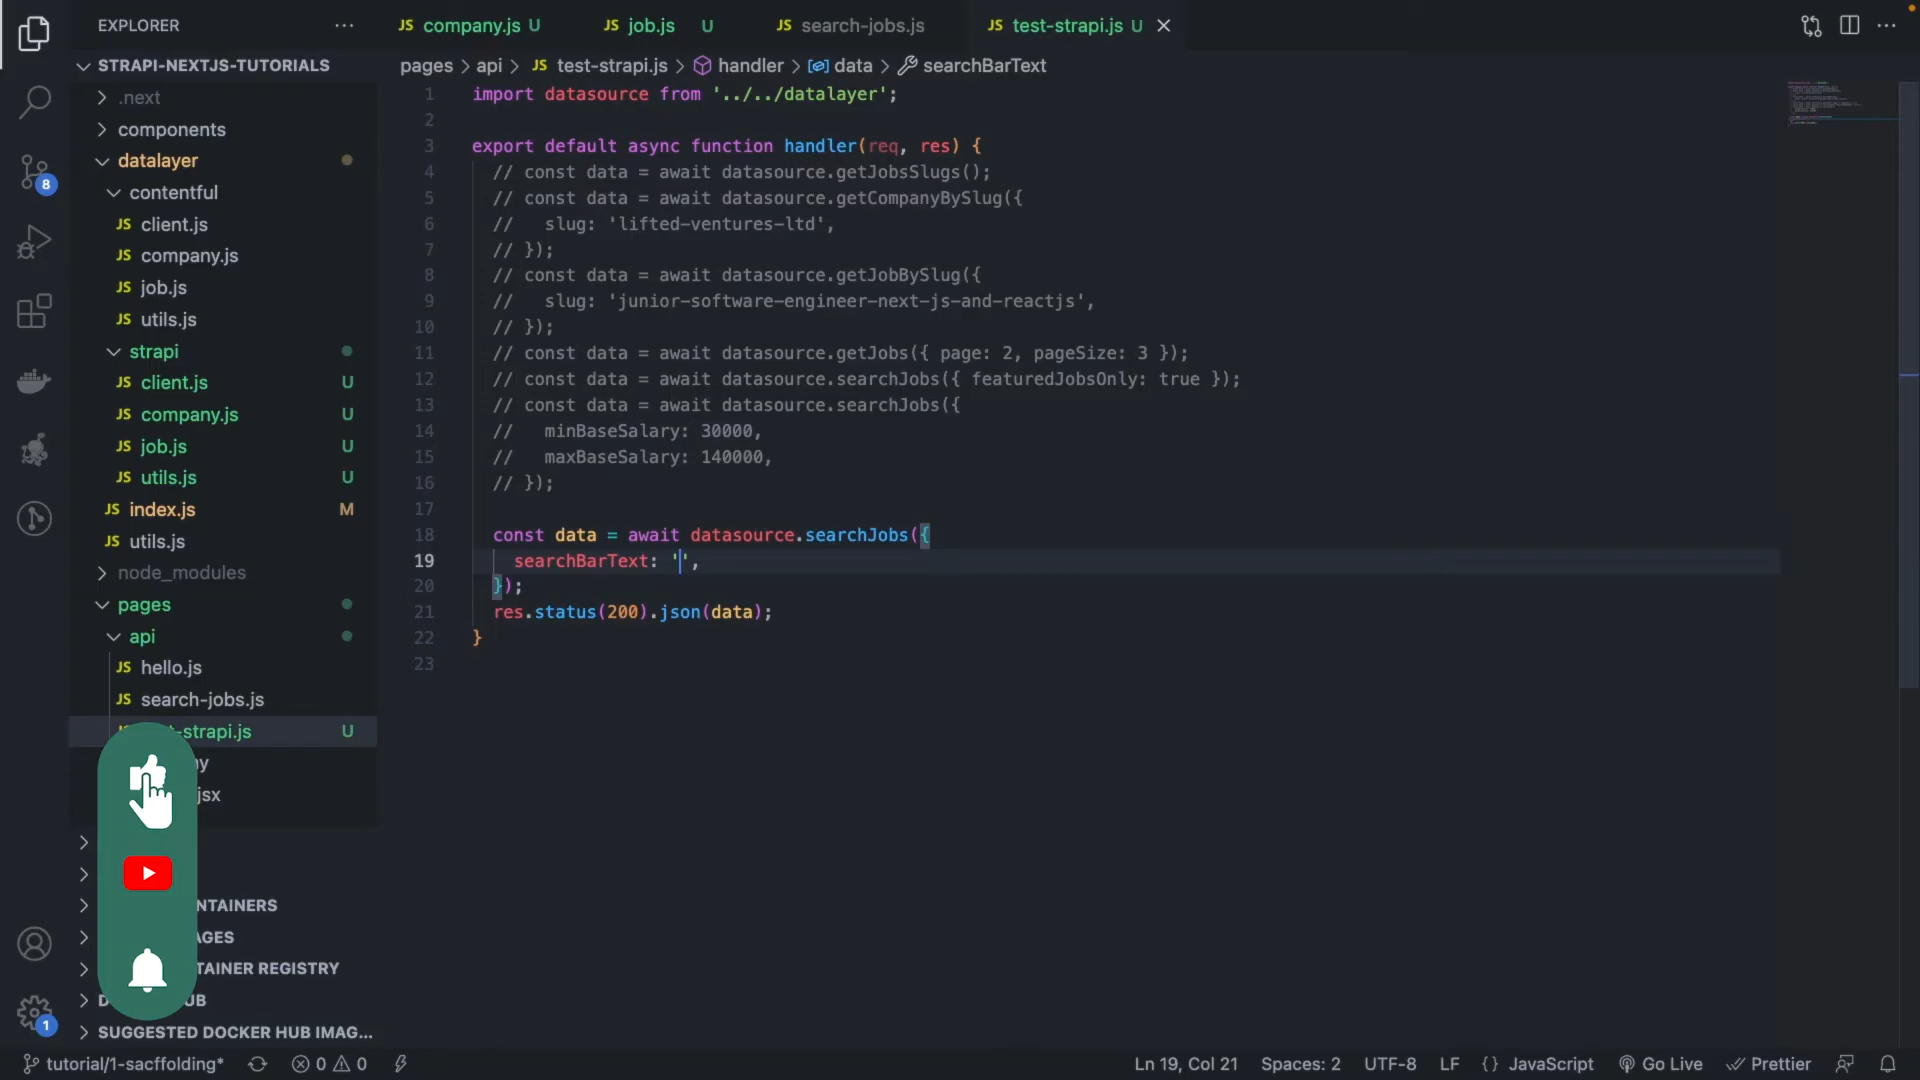 EXPLORER
company.js U
job.js U
search-jobs.js
test-strapi.js U
STRAPI-NEXTJS-TUTORIALS
pages > api > JS test-strapi.js > handler > data > searchBarText
.next
components
datalayer
contentful
JS client.js
JS company.js
JS job.js
JS utils.js
strapi
JS client.js U
JS company.js U
JS job.js U
JS utils.js U
JS index.js M
JS utils.js
node_modules
pages
api
JS hello.js
JS search-jobs.js
-strapi.js U
jsx
NTAINERS
AGES
TAINER REGISTRY
D UB
SUGGESTED DOCKER HUB IMAG...
8
1
1 import datasource from '../../datalayer';
2
3 export default async function handler(req, res) {
4 // const data = await datasource.getJobsSlugs();
5 // const data = await datasource.getCompanyBySlug({
6 //   slug: 'lifted-ventures-ltd',
7 // });
8 // const data = await datasource.getJobBySlug({
9 //   slug: 'junior-software-engineer-next-js-and-reactjs',
10 // });
11 // const data = await datasource.getJobs({ page: 2, pageSize: 3 });
12 // const data = await datasource.searchJobs({ featuredJobsOnly: true });
13 // const data = await datasource.searchJobs({
14 //   minBaseSalary: 30000,
15 //   maxBaseSalary: 140000,
16 // });
17
18 const data = await datasource.searchJobs({
19 searchBarText: '',
20 });
21 res.status(200).json(data);
22 }
23
tutorial/1-sacffolding* 0 0 Ln 19, Col 21 Spaces: 2 UTF-8 LF {} JavaScript Go Live Prettier